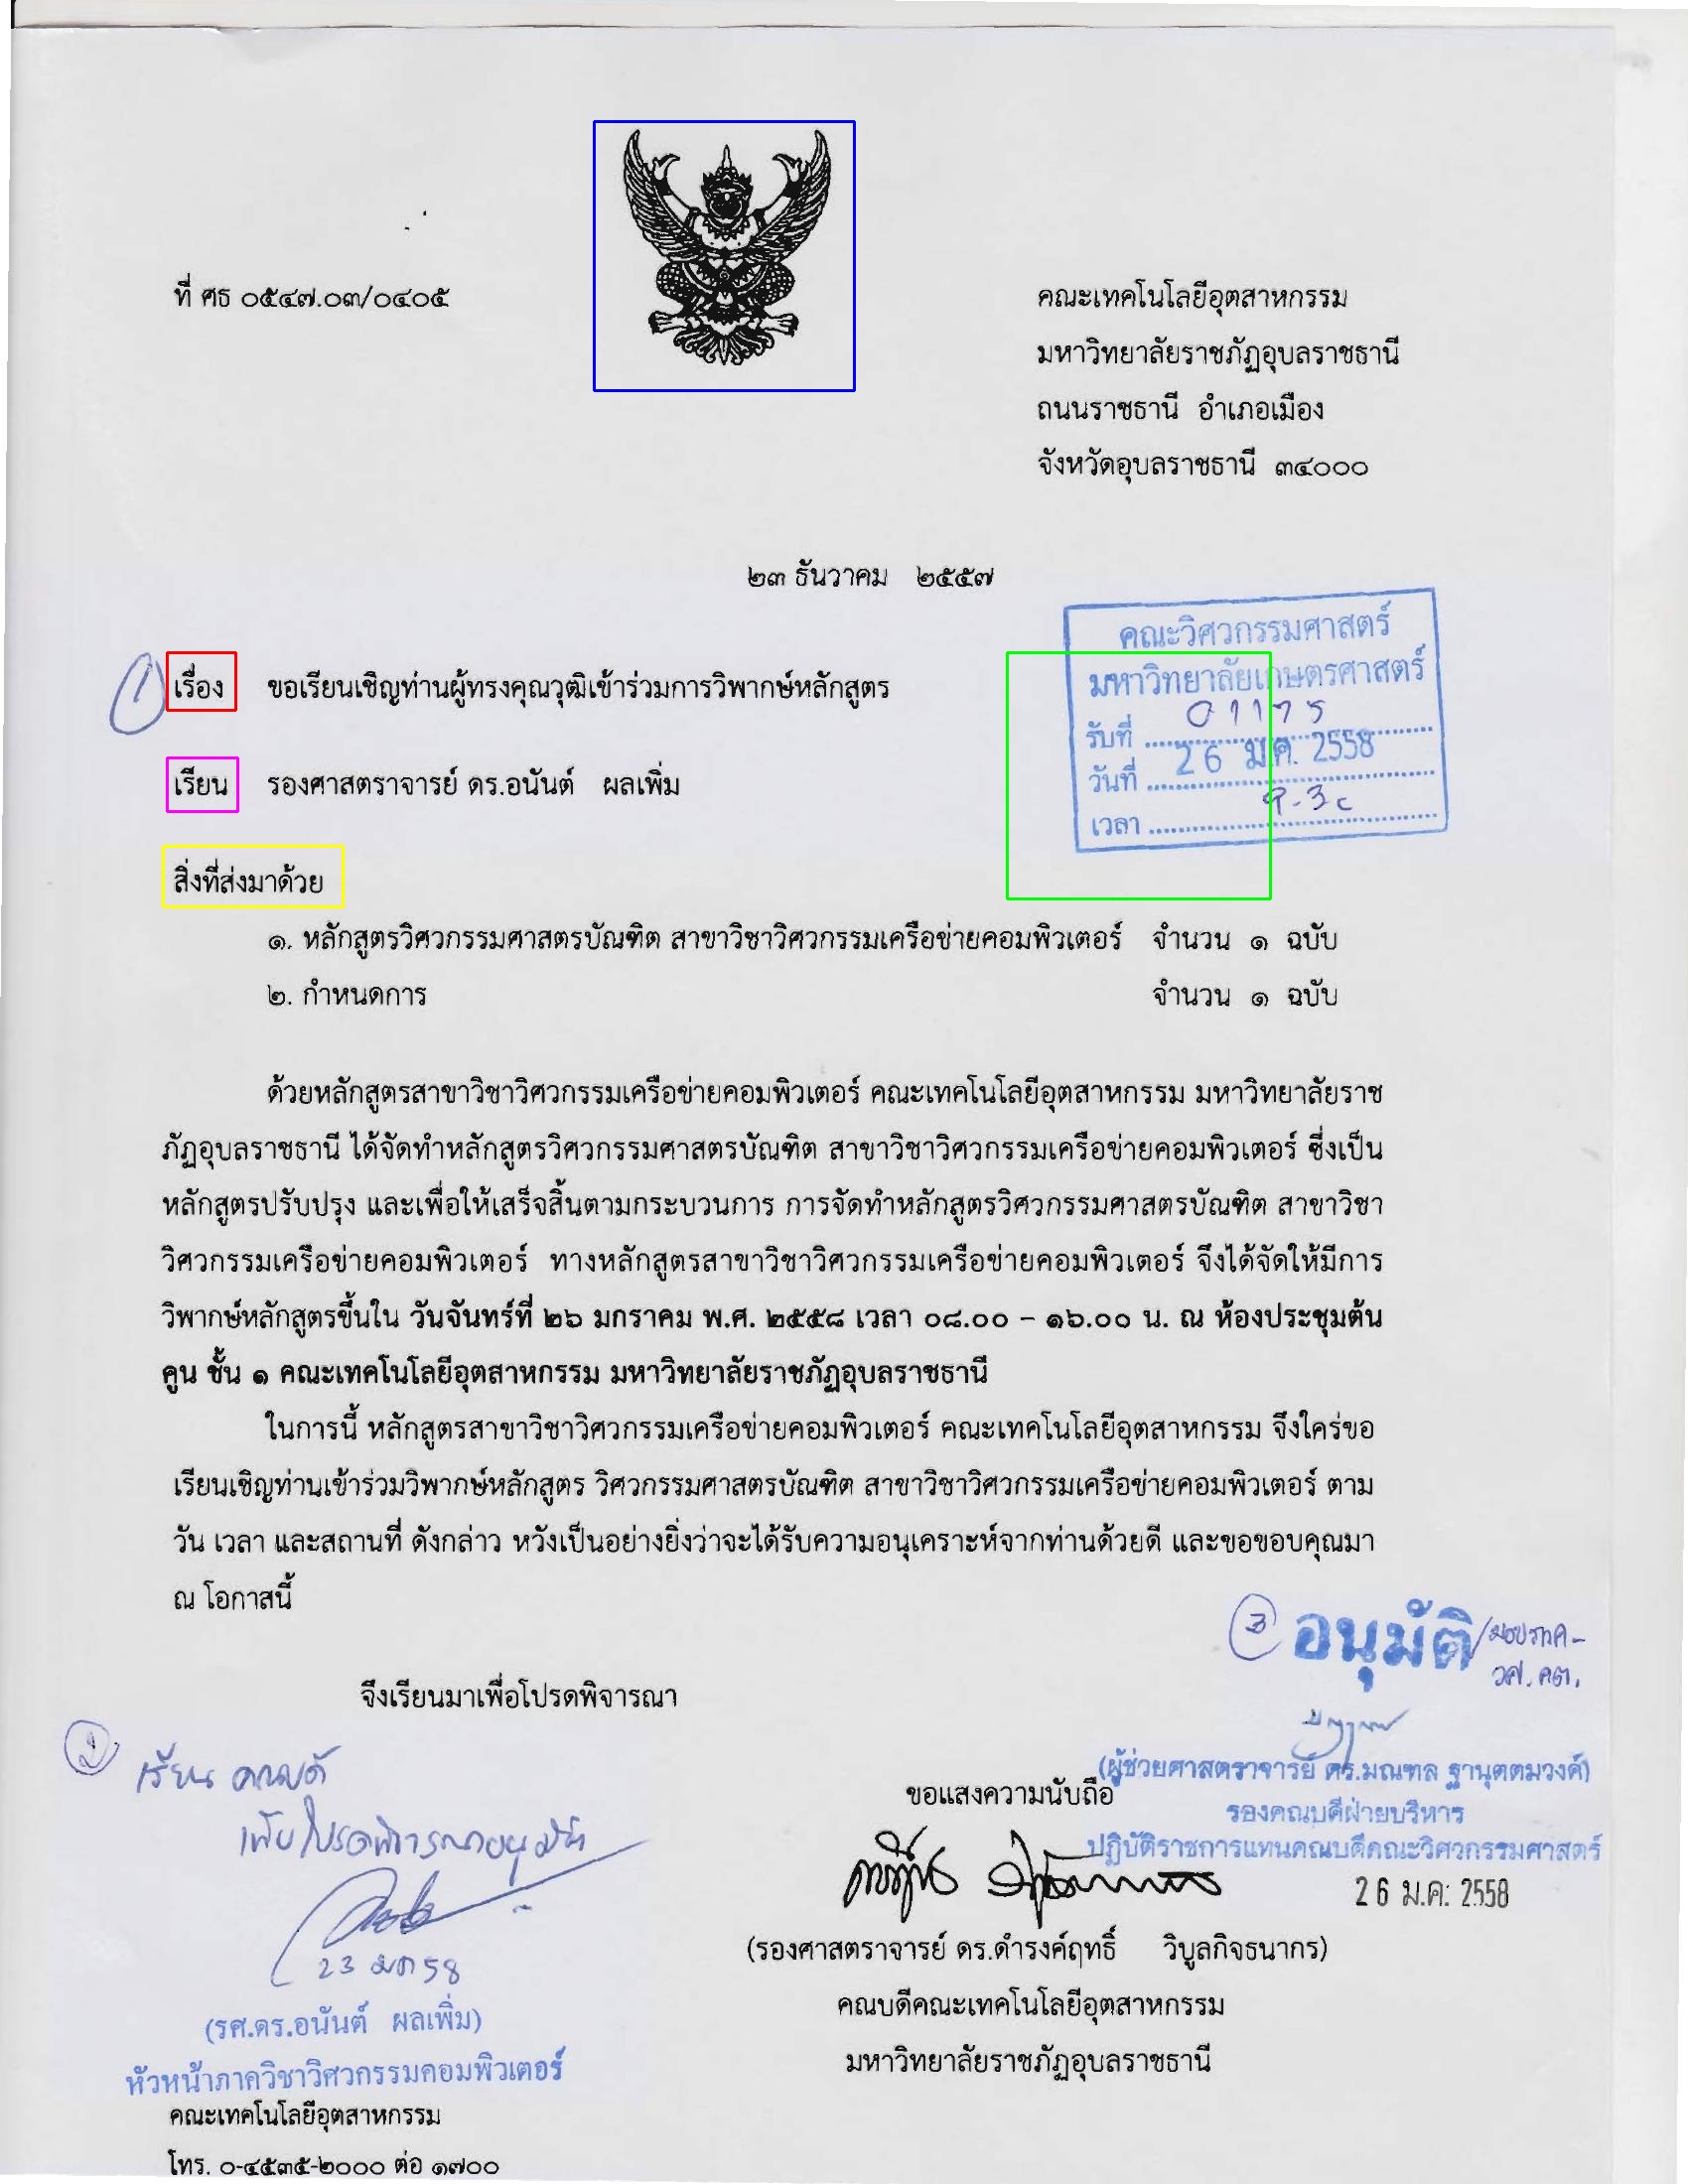 ที่ ศธ ๐๕๔๗.๐๓/๐๔๐๕
คณะเทคโนโลยีอุตสาหกรรม
มหาวิทยาลัยราชภัฏอุบลราชธานี
ถนนราชธานี อำเภอเมือง
จังหวัดอุบลราชธานี ๓๔๐๐๐
๒๓ ธันวาคม ๒๕๕๗
คณะวิศวกรรมศาสตร์
มหาวิทยาลัยเกษตรศาสตร์
รับที่ 01175
วันที่ 26 ม.ค. 2558
เวลา
1 เรื่อง ขอเรียนเชิญท่านผู้ทรงคุณวุฒิเข้าร่วมการวิพากษ์หลักสูตร
เรียน รองศาสตราจารย์ ดร.อนันต์ ผลเพิ่ม
สิ่งที่ส่งมาด้วย
๑. หลักสูตรวิศวกรรมศาสตรบัณฑิต สาขาวิชาวิศวกรรมเครือข่ายคอมพิวเตอร์ จำนวน ๑ ฉบับ
๒. กำหนดการ จำนวน ๑ ฉบับ
ด้วยหลักสูตรสาขาวิชาวิศวกรรมเครือข่ายคอมพิวเตอร์ คณะเทคโนโลยีอุตสาหกรรม มหาวิทยาลัยราช
ภัฏอุบลราชธานี ได้จัดทำหลักสูตรวิศวกรรมศาสตรบัณฑิต สาขาวิชาวิศวกรรมเครือข่ายคอมพิวเตอร์ ซึ่งเป็น
หลักสูตรปรับปรุง และเพื่อให้เสร็จสิ้นตามกระบวนการ การจัดทำหลักสูตรวิศวกรรมศาสตรบัณฑิต สาขาวิชา
วิศวกรรมเครือข่ายคอมพิวเตอร์ ทางหลักสูตรสาขาวิชาวิศวกรรมเครือข่ายคอมพิวเตอร์ จึงได้จัดให้มีการ
วิพากษ์หลักสูตรขึ้นใน วันจันทร์ที่ ๒๖ มกราคม พ.ศ. ๒๕๕๘ เวลา ๐๘.๐๐ – ๑๖.๐๐ น. ณ ห้องประชุมต้น
คูน ชั้น ๑ คณะเทคโนโลยีอุตสาหกรรม มหาวิทยาลัยราชภัฏอุบลราชธานี
ในการนี้ หลักสูตรสาขาวิชาวิศวกรรมเครือข่ายคอมพิวเตอร์ คณะเทคโนโลยีอุตสาหกรรม จึงใคร่ขอ
เรียนเชิญท่านเข้าร่วมวิพากษ์หลักสูตร วิศวกรรมศาสตรบัณฑิต สาขาวิชาวิศวกรรมเครือข่ายคอมพิวเตอร์ ตาม
วัน เวลา และสถานที่ ดังกล่าว หวังเป็นอย่างยิ่งว่าจะได้รับความอนุเคราะห์จากท่านด้วยดี และขอขอบคุณมา
ณ โอกาสนี้
จึงเรียนมาเพื่อโปรดพิจารณา
3 อนุมัติ
วศ. คต.
(ผู้ช่วยศาสตราจารย์ ดร.มณฑล ฐานุตตมวงศ์)
รองคณบดีฝ่ายบริหาร
ปฏิบัติราชการแทนคณบดีคณะวิศวกรรมศาสตร์
26 ม.ค. 2558
เรียน คณบดี
เพื่อโปรดพิจารณาอนุมัติ
23 มค 58
(รศ.ดร.อนันต์ ผลเพิ่ม)
หัวหน้าภาควิชาวิศวกรรมคอมพิวเตอร์
ขอแสดงความนับถือ
(รองศาสตราจารย์ ดร.ดำรงค์ฤทธิ์ วิบูลกิจธนากร)
คณบดีคณะเทคโนโลยีอุตสาหกรรม
มหาวิทยาลัยราชภัฏอุบลราชธานี
คณะเทคโนโลยีอุตสาหกรรม
โทร. ๐-๔๕๓๕-๒๐๐๐ ต่อ ๑๗๐๐